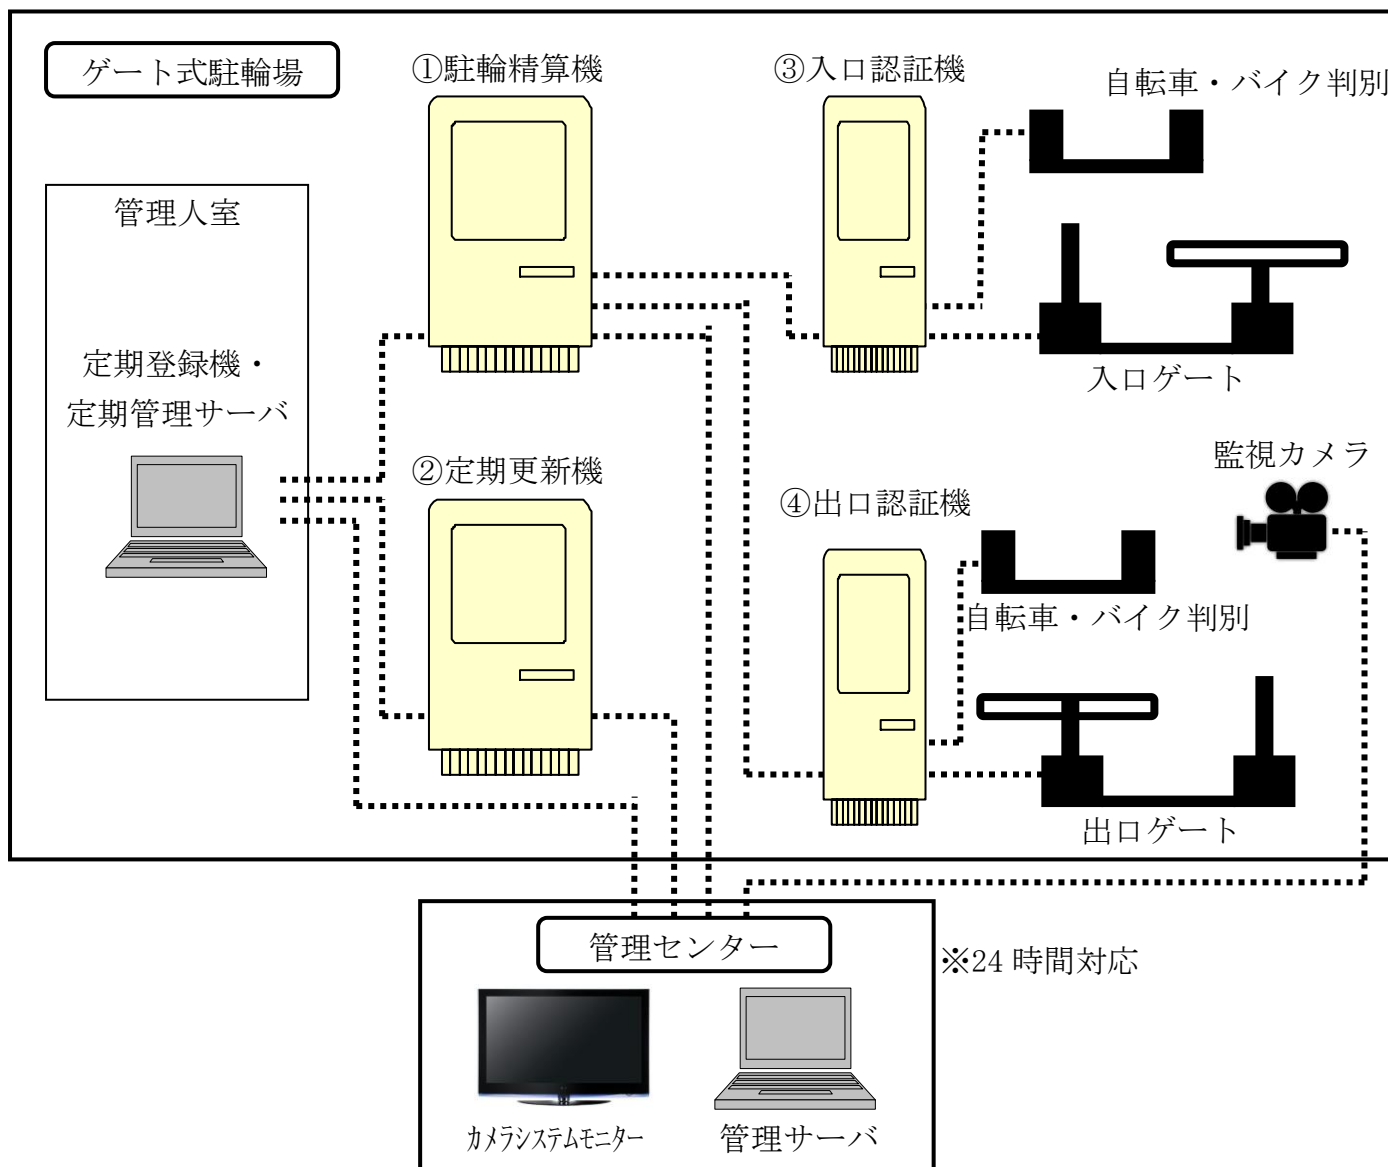 ゲート式駐輪場
①駐輪精算機
③入口認証機
自転車・バイク判別
管理人室
入口ゲート
定期登録機・
定期管理サーバ
②定期更新機
監視カメラ
④出口認証機
自転車・バイク判別
出口ゲート
管理センター
※24 時間対応
カメラシステムモニター
管理サーバ